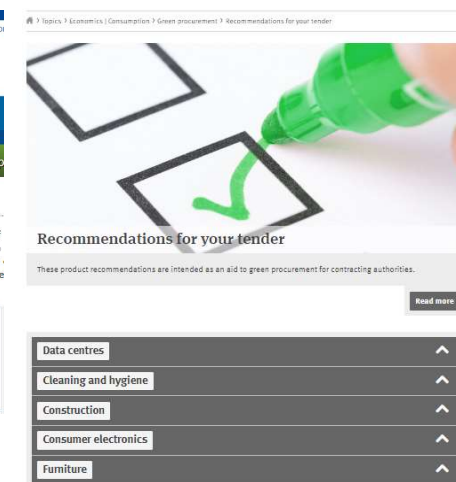 > Topics > Economics | Consumption > Green procurement > Recommendations for your tender
Recommendations for your tender
These product recommendations are intended as an aid to green procurement for contracting authorities.
Read more
Data centres
Cleaning and hygiene
Construction
Consumer electronics
Furniture